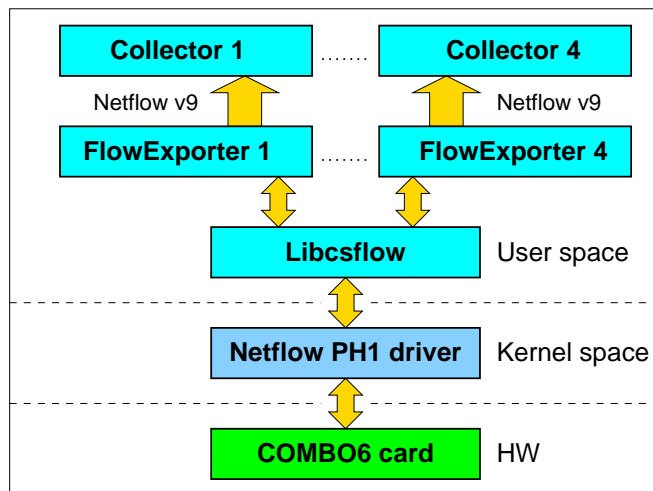 Collector 1 ...... Collector 4
Netflow v9 Netflow v9
FlowExporter 1 ...... FlowExporter 4
Libcsflow User space
Netflow PH1 driver Kernel space
COMBO6 card HW